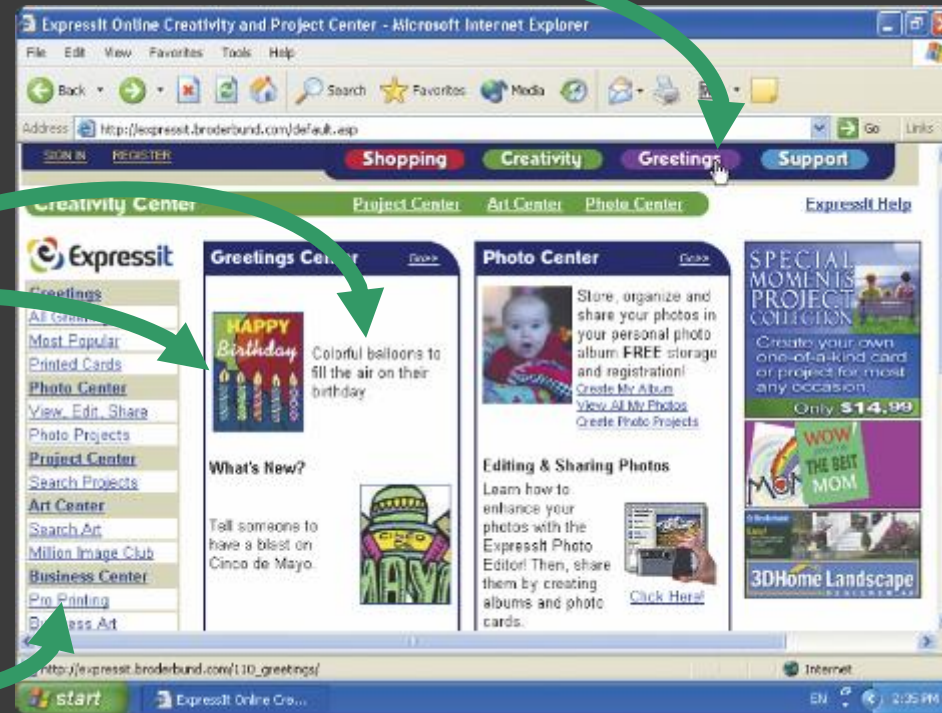 ExpressIt Online Creativity and Project Center - Microsoft Internet Explorer
File Edit View Favorites Tools Help
Back Search Favorites Media
Address http://expressit.broderbund.com/default.asp Go Links
SIGN IN REGISTER Shopping Creativity Greetings Support
Creativity Center Project Center Art Center Photo Center ExpressIt Help
Expressit
Greetings
All
Most Popular
Printed Cards
Photo Center
View, Edit, Share
Photo Projects
Project Center
Search Projects
Art Center
Search Art
Million Image Club
Business Center
Pro Printing
Business Art
Greetings Center Go>>
HAPPY
Birthday
Colorful balloons to
fill the air on their
birthday
What's New?
Tell someone to
have a blast on
Cinco de Mayo.
MAYO
Photo Center Go>>
Store, organize and
share your photos in
your personal photo
album FREE storage
and registration!
Create My Album
View All My Photos
Create Photo Projects
Editing & Sharing Photos
Learn how to
enhance your
photos with the
ExpressIt Photo
Editor! Then, share
them by creating
albums and photo
cards.
Click Here!
SPECIAL
MOMENTS
PROJECT
COLLECTION
Create your own
one-of-a-kind card
or project for most
any occasion.
Only $14.99
WOW
THE BEST
MOM
MOM
3DHome Landscape
http://expressit.broderbund.com/110_greetings/ Internet
start ExpressIt Online Cre... EN 2:35 PM